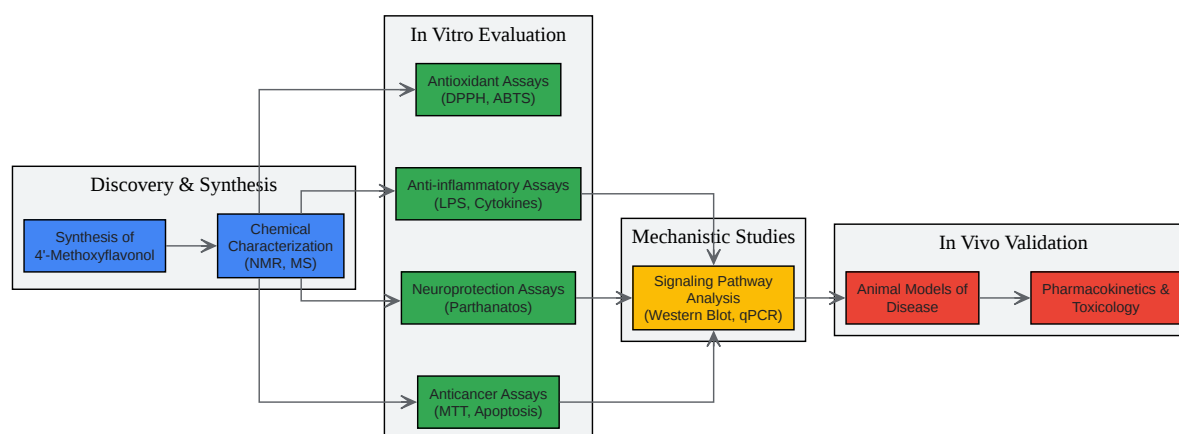 In Vitro Evaluation
Antioxidant Assays
(DPPH, ABTS)
Discovery & Synthesis
Anti-inflammatory Assays
(LPS, Cytokines)
Synthesis of
4'-Methoxyflavonol
Chemical
Characterization
(NMR, MS)
Mechanistic Studies
In Vivo Validation
Neuroprotection Assays
(Parthanatos)
Signaling Pathway
Analysis
(Western Blot, qPCR)
Animal Models of
Disease
Pharmacokinetics &
Toxicology
Anticancer Assays
(MTT, Apoptosis)